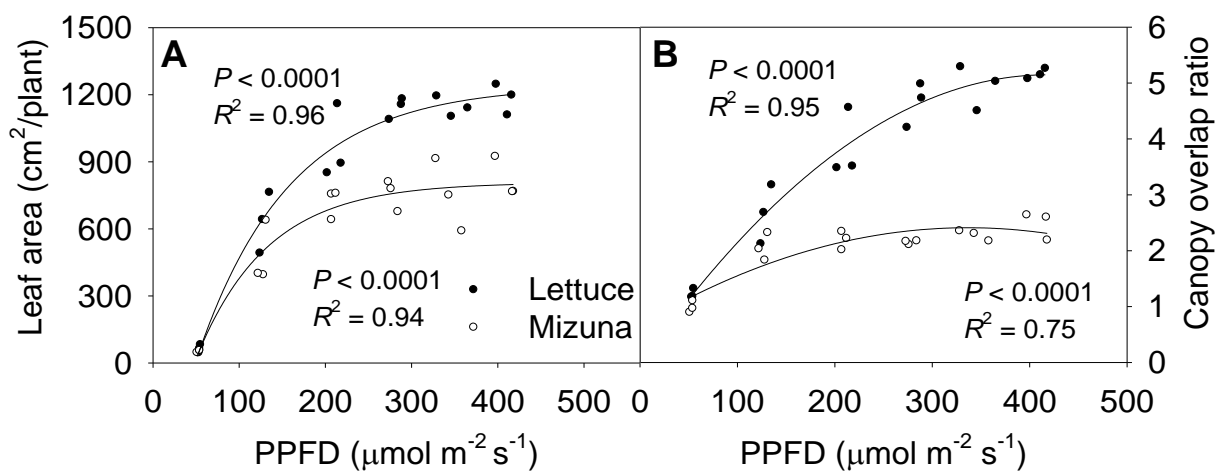 Leaf area (cm²/plant)
1500
1200
900
600
300
0
A
P < 0.0001
R² = 0.96
P < 0.0001
R² = 0.94
Lettuce
Mizuna
0 100 200 300 400 500
PPFD (μmol m⁻² s⁻¹)
B
P < 0.0001
R² = 0.95
P < 0.0001
R² = 0.75
0 100 200 300 400 500
PPFD (μmol m⁻² s⁻¹)
6
5
4
3
2
1
0
Canopy overlap ratio